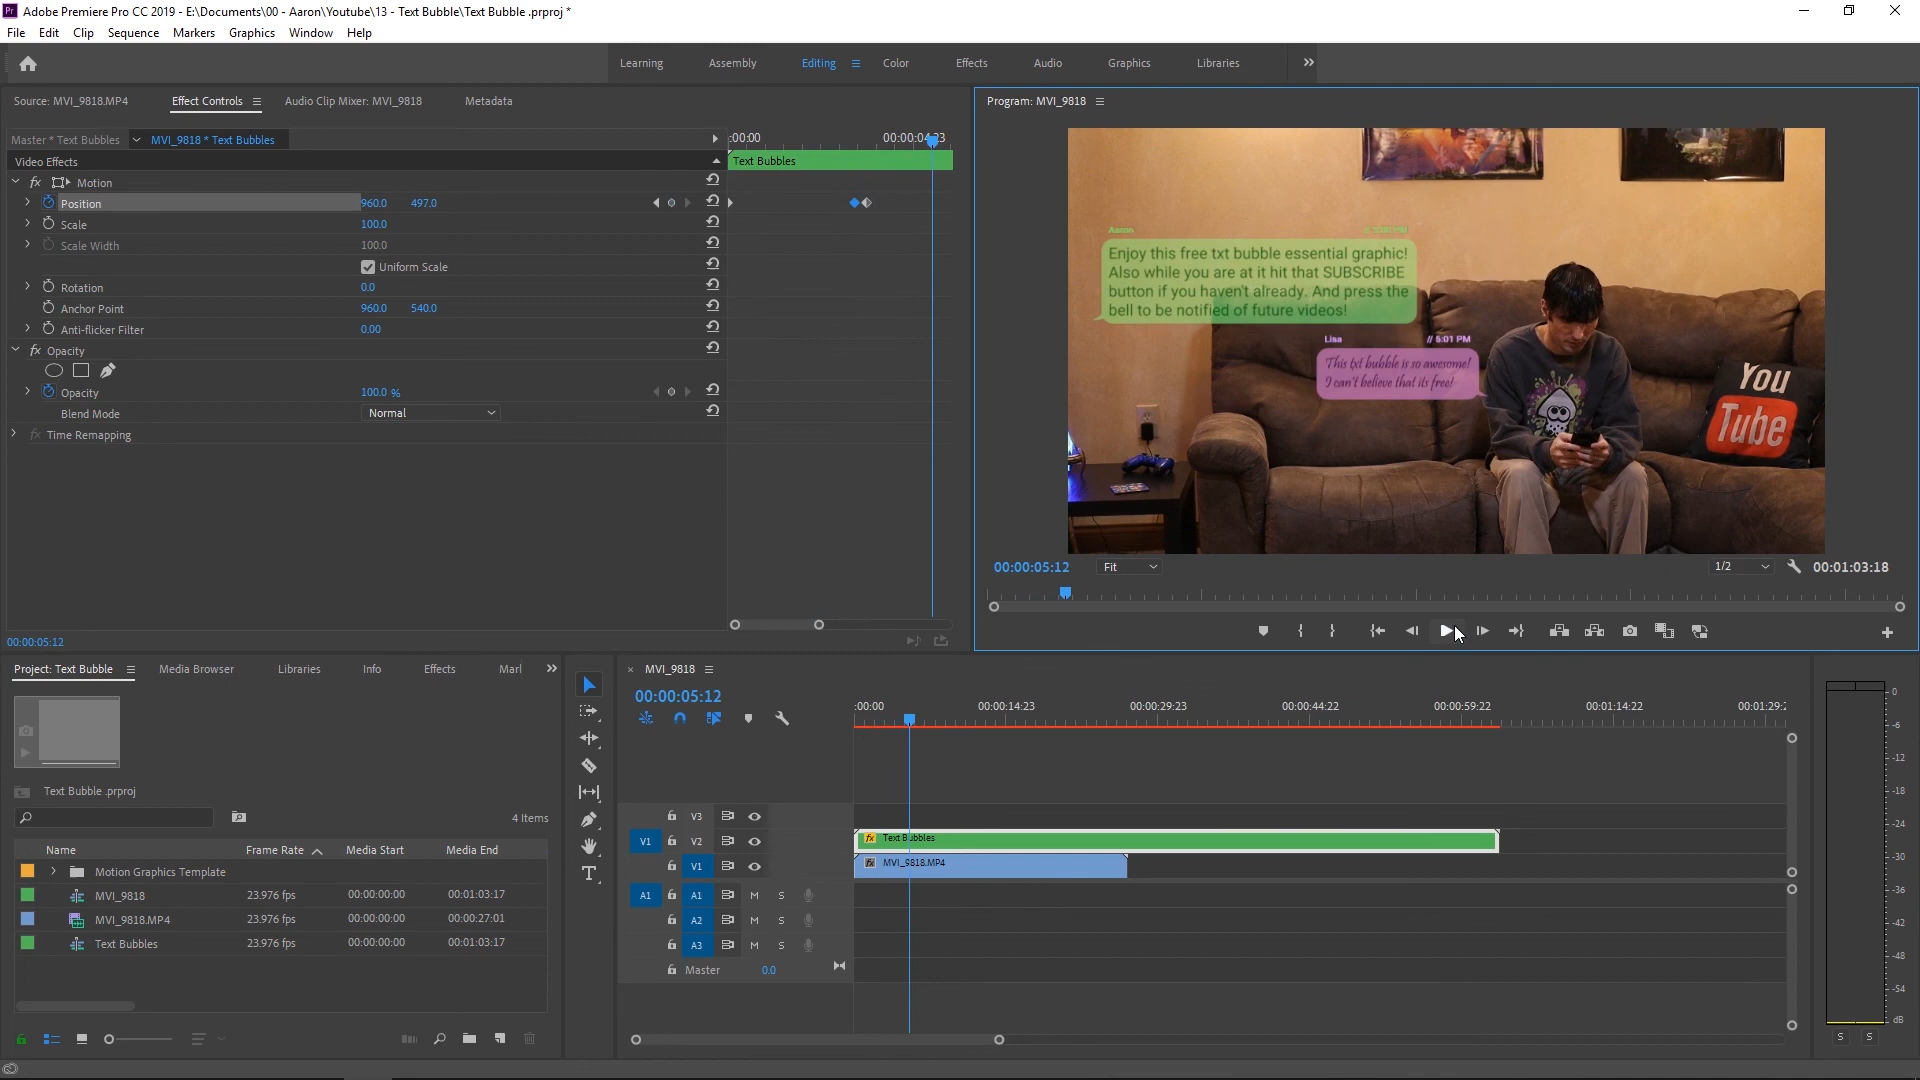 Adobe Premiere Pro CC 2019 - E:\Documents\00 - Aaron\Youtube\13 - Text Bubble\Text Bubble .prproj *
File Edit Clip Sequence Markers Graphics Window Help
Learning Assembly Editing Color Effects Audio Graphics Libraries
Source: MVI_9818.MP4 Effect Controls Audio Clip Mixer: MVI_9818 Metadata
Master * Text Bubbles MVI_9818 * Text Bubbles
:00:00
Video Effects
Text Bubbles
fx Motion
Position 960.0 497.0
Scale 100.0
Scale Width 100.0
Uniform Scale
Rotation 0.0
Anchor Point 960.0 540.0
Anti-flicker Filter 0.00
fx Opacity
Opacity 100.0 %
Blend Mode Normal
fx Time Remapping
00:00:05:12
Program: MVI_9818
Aaron
Enjoy this free txt bubble essential graphic!
Also while you are at it hit that SUBSCRIBE
button if you haven't already. And press the
bell to be notified of future videos!
Lisa // 5:01 PM
This txt bubble is so awesome!
I can't believe that its free!
You
Tube
00:00:05:12 Fit 1/2 00:01:03:18
Project: Text Bubble Media Browser Libraries Info Effects Marl
Text Bubble .prproj
4 Items
Name Frame Rate Media Start Media End
Motion Graphics Template
MVI_9818 23.976 fps 00:00:00:00 00:01:03:17
MVI_9818.MP4 23.976 fps 00:00:00:00 00:00:27:01
Text Bubbles 23.976 fps 00:00:00:00 00:01:03:17
MVI_9818
00:00:05:12
:00:00 00:00:14:23 00:00:29:23 00:00:44:22 00:00:59:22 00:01:14:22 00:01:29:2
V3
V1 V2 fx Text Bubbles
V1 fx MVI_9818.MP4
A1 A1 M S
A2 M S
A3 M S
Master 0.0
0
-6
-12
-18
-24
-30
-36
-42
-48
-54
dB
S S